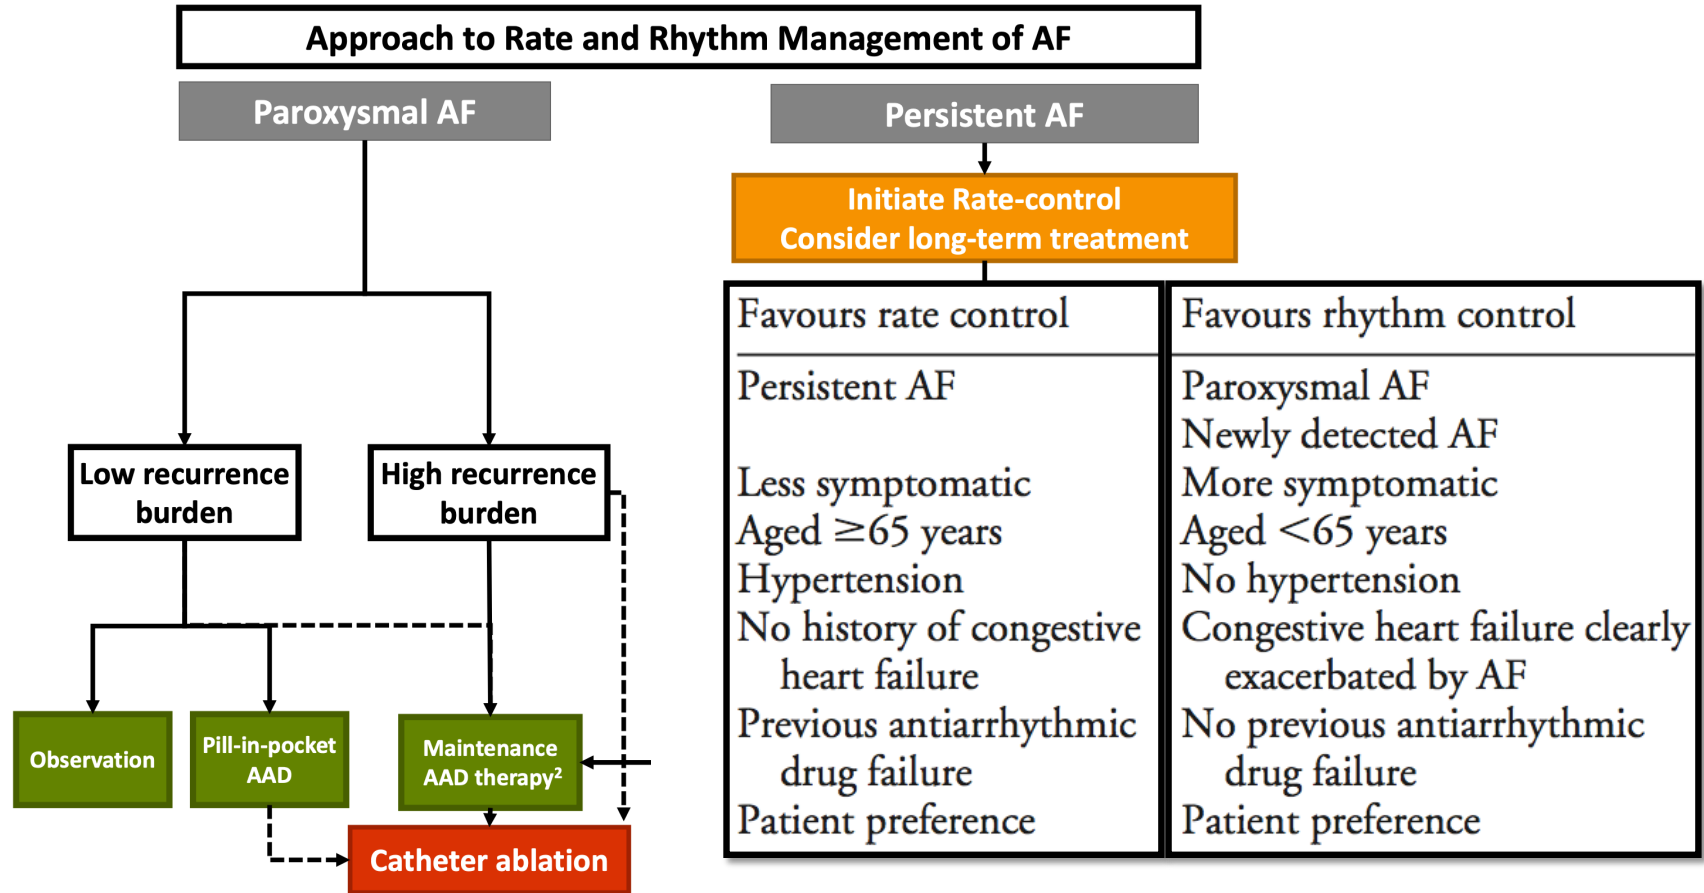 Approach to Rate and Rhythm Management of AF
Paroxysmal AF
Low recurrence
burden
High recurrence
burden
Observation
Pill-in-pocket
AAD
Maintenance
AAD therapy²
Catheter ablation
Persistent AF
Initiate Rate-control
Consider long-term treatment
Favours rate control
Persistent AF
Less symptomatic
Aged ≥65 years
Hypertension
No history of congestive
heart failure
Previous antiarrhythmic
drug failure
Patient preference
Favours rhythm control
Paroxysmal AF
Newly detected AF
More symptomatic
Aged <65 years
No hypertension
Congestive heart failure clearly
exacerbated by AF
No previous antiarrhythmic
drug failure
Patient preference